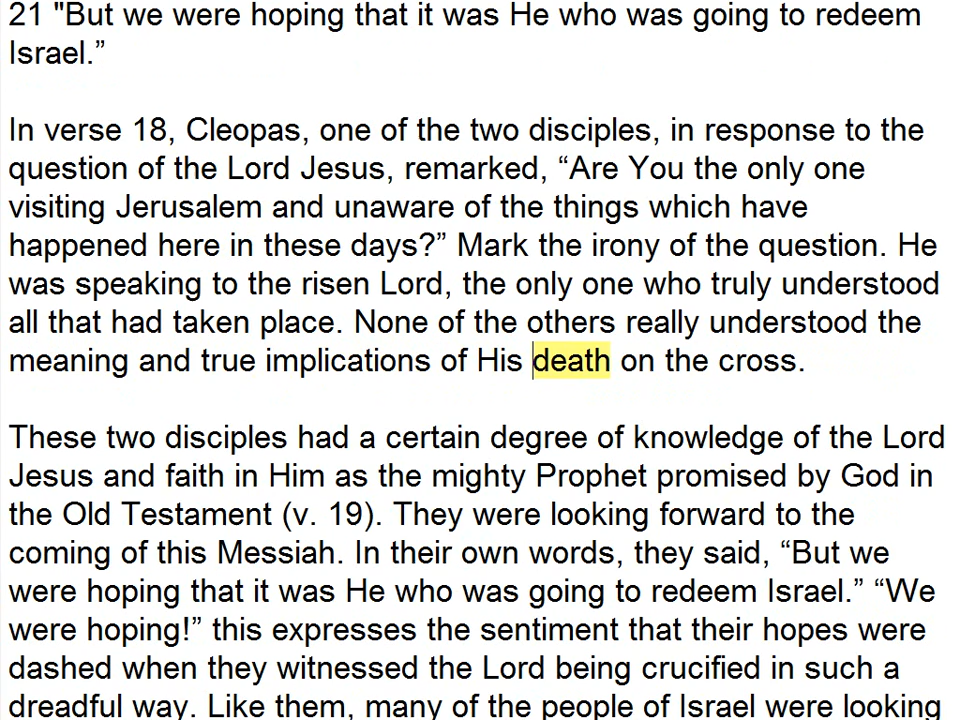 21 "But we were hoping that it was He who was going to redeem
Israel.”
In verse 18, Cleopas, one of the two disciples, in response to the
question of the Lord Jesus, remarked, “Are You the only one
visiting Jerusalem and unaware of the things which have
happened here in these days?” Mark the irony of the question. He
was speaking to the risen Lord, the only one who truly understood
all that had taken place. None of the others really understood the
meaning and true implications of His death on the cross.
These two disciples had a certain degree of knowledge of the Lord
Jesus and faith in Him as the mighty Prophet promised by God in
the Old Testament (v. 19). They were looking forward to the
coming of this Messiah. In their own words, they said, “But we
were hoping that it was He who was going to redeem Israel.” “We
were hoping!” this expresses the sentiment that their hopes were
dashed when they witnessed the Lord being crucified in such a
dreadful way. Like them, many of the people of Israel were looking